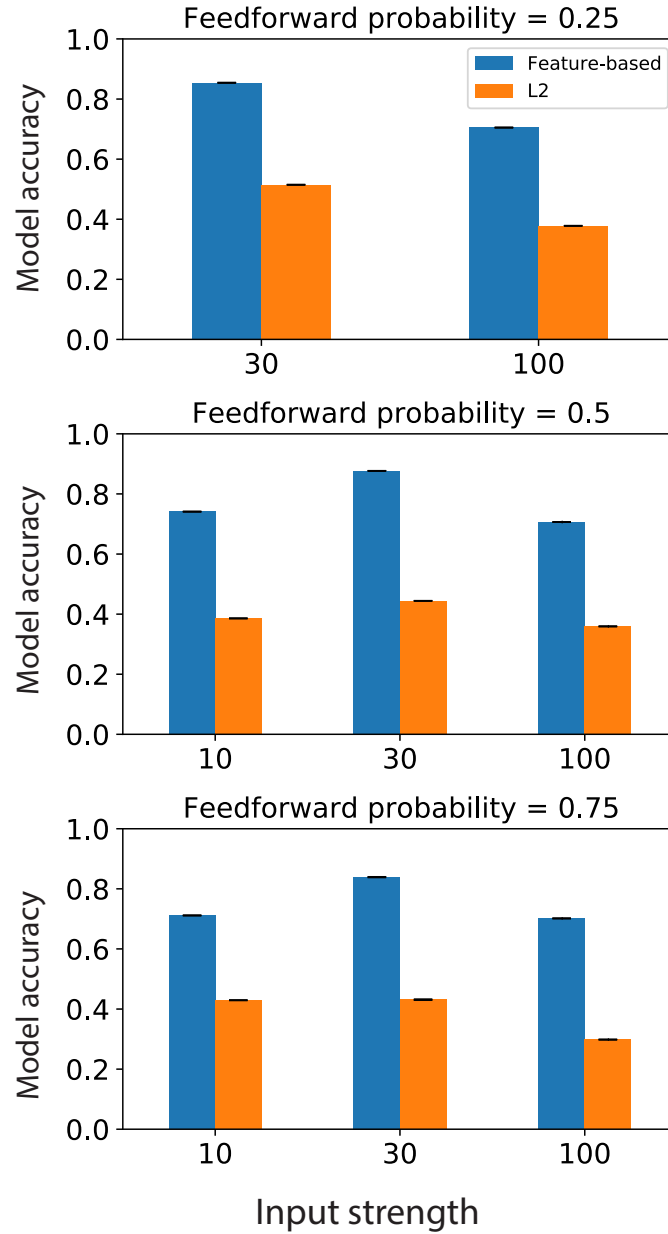 Feedforward probability = 0.25
1.0
0.8
0.6
0.4
0.2
0.0
Model accuracy
Feature-based
L2
30 100
Feedforward probability = 0.5
1.0
0.8
0.6
0.4
0.2
0.0
Model accuracy
10 30 100
Feedforward probability = 0.75
1.0
0.8
0.6
0.4
0.2
0.0
Model accuracy
10 30 100
Input strength